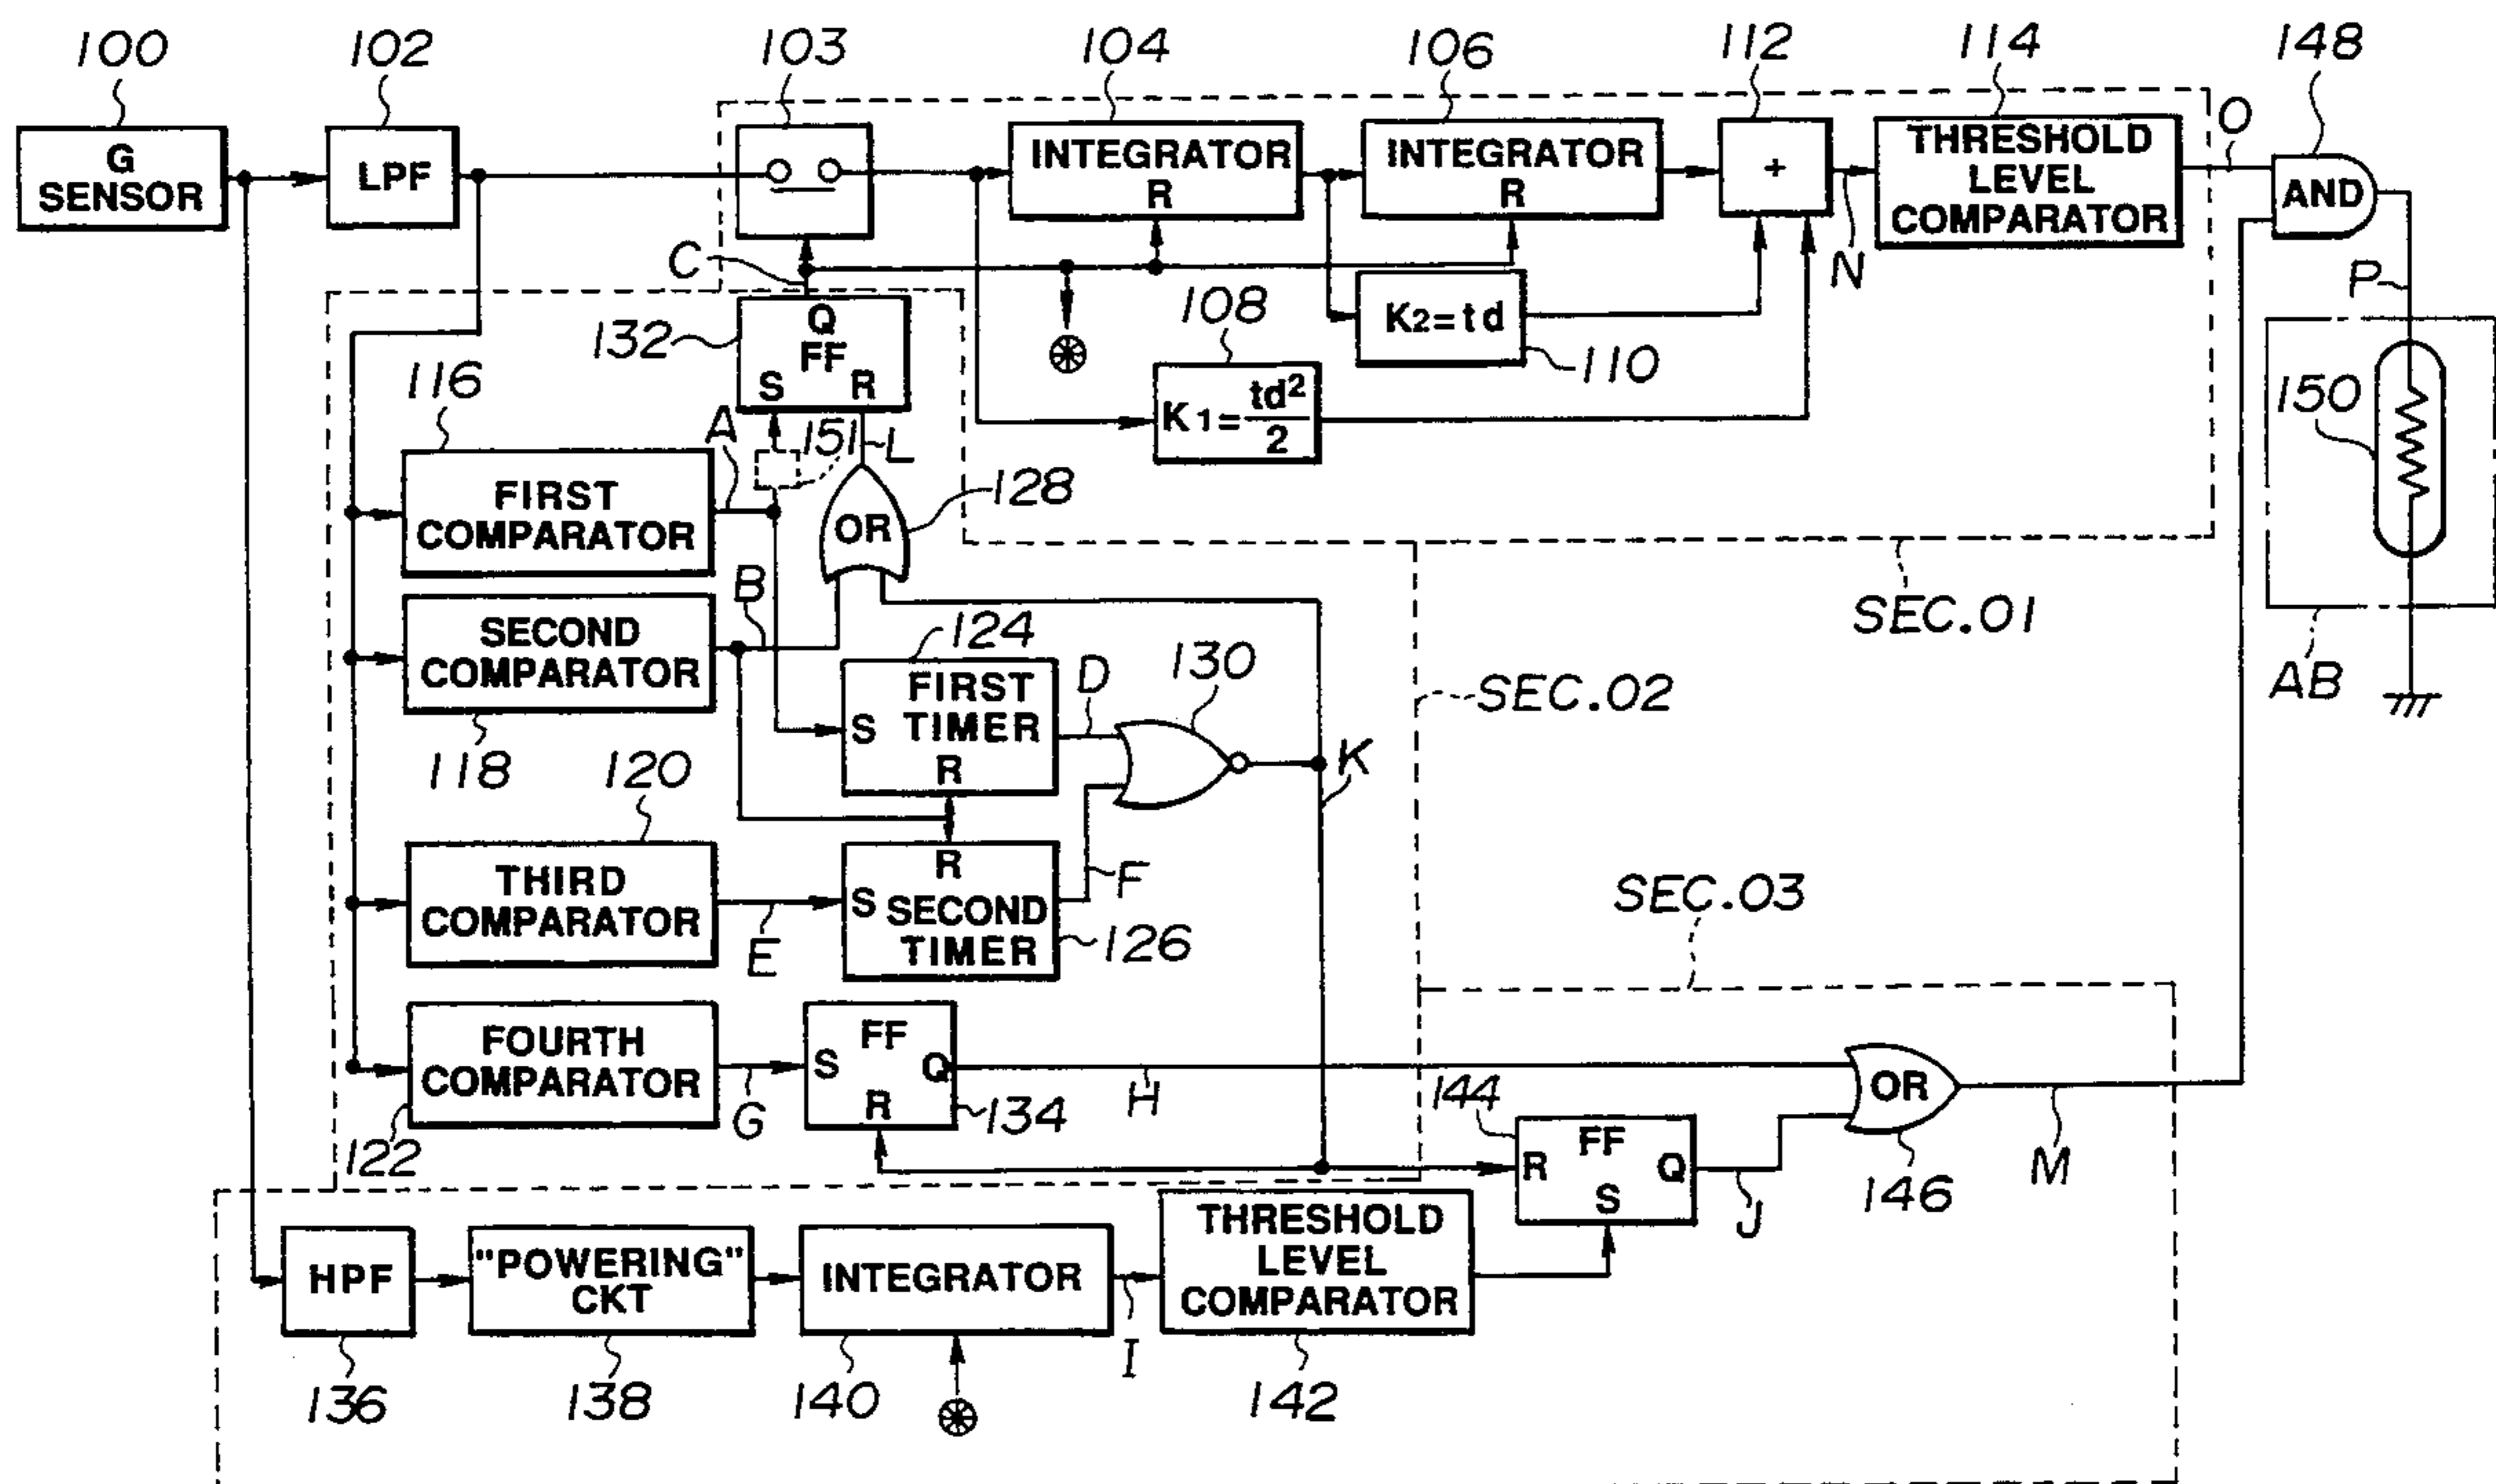 100
102
103
104
106
112
114
148
G
SENSOR
LPF
INTEGRATOR
R
INTEGRATOR
R
+
THRESHOLD
LEVEL
COMPARATOR
O
AND
C
N
P
132
Q
FF
S R
108
K2=td
110
K1=td²/2
150
116
A
151
L
FIRST
COMPARATOR
OR
128
B
SEC.01
SECOND
COMPARATOR
118
124
FIRST
S TIMER
R
D
130
SEC.02
AB
K
120
THIRD
COMPARATOR
E
R
S SECOND
TIMER
F
126
SEC.03
FOURTH
COMPARATOR
122
G
FF
S Q
R
134
H
144
FF
R Q
S
J
OR
146
M
HPF
136
"POWERING"
CKT
138
INTEGRATOR
140
I
THRESHOLD
LEVEL
COMPARATOR
142